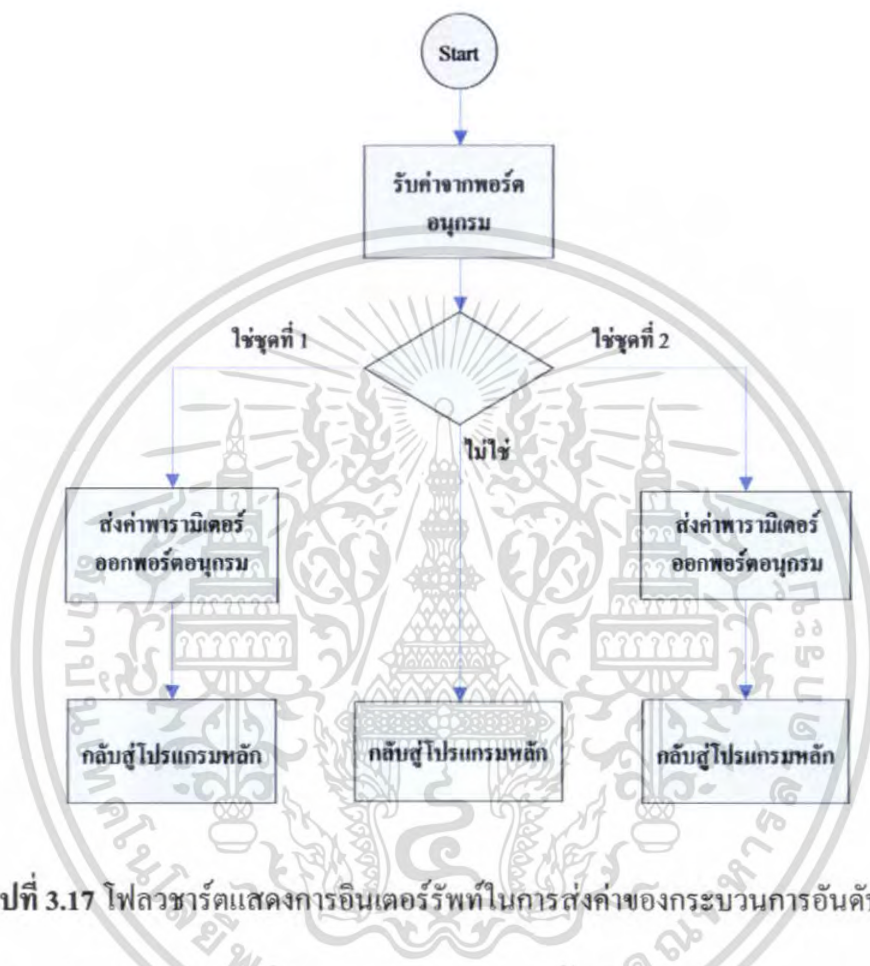 Start
รับค่าจากพอร์ต
อนุกรม
ใช่ชุดที่ 1
ใช่ชุดที่ 2
ไม่ใช่
ส่งค่าพารามิเตอร์
ออกพอร์ตอนุกรม
ส่งค่าพารามิเตอร์
ออกพอร์ตอนุกรม
กลับสู่โปรแกรมหลัก
กลับสู่โปรแกรมหลัก
กลับสู่โปรแกรมหลัก
ปที่ 3.17 โฟลวชาร์ตแสดงการอินเตอร์รัพท์ในการส่งค่าของกระบวนการอันดับ